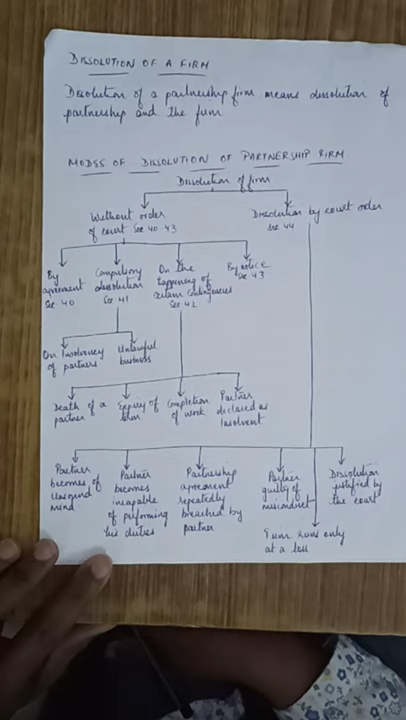 DISSOLUTION OF A FIRM
Dissolution of a partnership firm means dissolution of
partnership and the firm
MODES OF DISSOLUTION OF PARTNERSHIP FIRM
Dissolution of firm
Without order
of court Sec 40-43
Dissolution by court order
Sec 44
By
agreement
Sec 40
Compulsory
dissolution
Sec 41
On the
happening of
certain contingencies
Sec 42
By notice
Sec 43
On Insolvency
of partners
Unlawful
business
Death of a
partner
Expiry of
term
Completion
of work
Partner
declared as
Insolvent
Partner
becomes of
Unsound
mind
Partner
becomes
incapable
of performing
his duties
Partnership
agreement
repeatedly
breached by
partner
Partner
guilty of
misconduct
Firm runs only
at a loss
Dissolution
justified by
the court